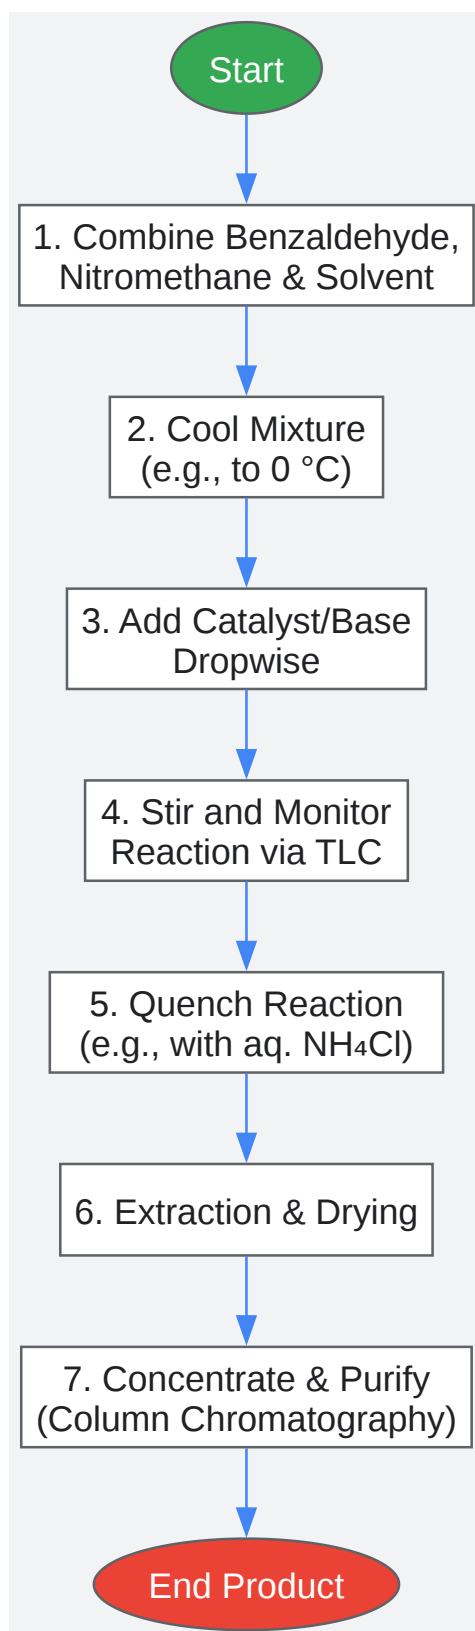 Start
1. Combine Benzaldehyde,
Nitromethane & Solvent
2. Cool Mixture
(e.g., to 0 °C)
3. Add Catalyst/Base
Dropwise
4. Stir and Monitor
Reaction via TLC
5. Quench Reaction
(e.g., with aq. NH₄Cl)
6. Extraction & Drying
7. Concentrate & Purify
(Column Chromatography)
End Product